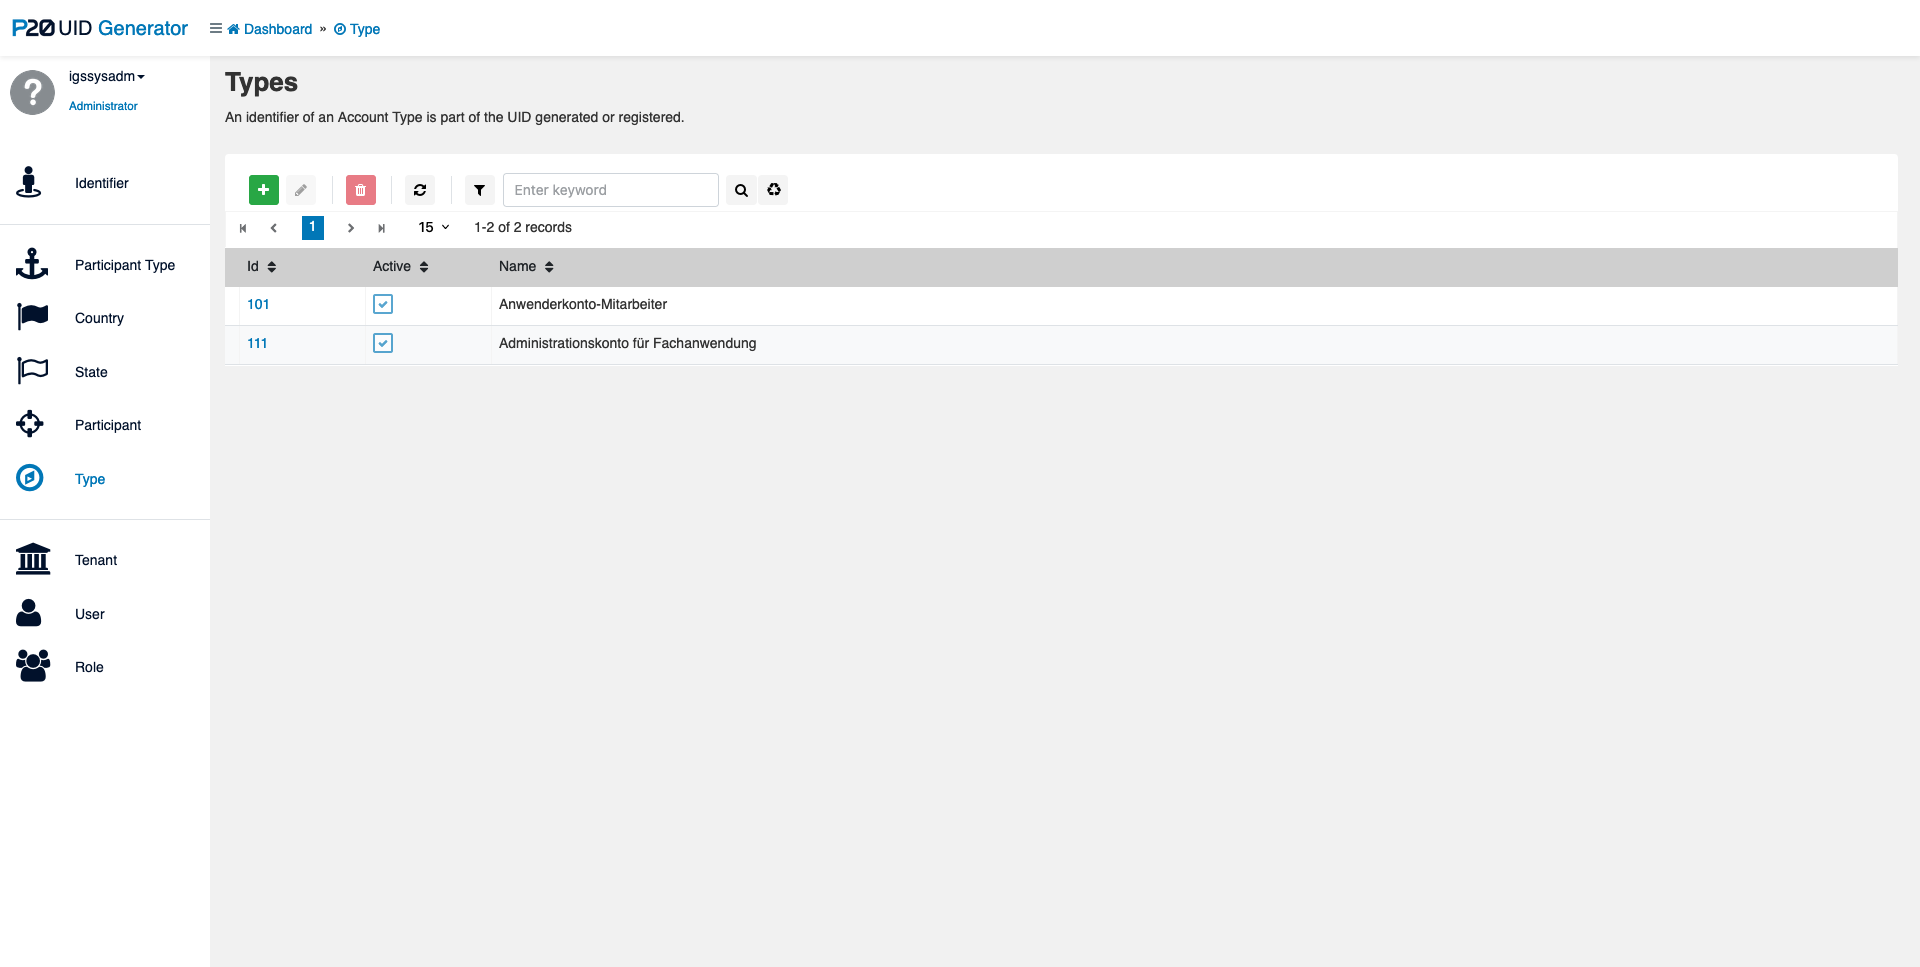 P20 UID Generator
Dashboard » Type
igssysadm
Administrator
Identifier
Participant Type
Country
State
Participant
Type
Tenant
User
Role
Types
An identifier of an Account Type is part of the UID generated or registered.
Enter keyword
1 15 1-2 of 2 records
Id Active Name
101 Anwenderkonto-Mitarbeiter
111 Administrationskonto für Fachanwendung